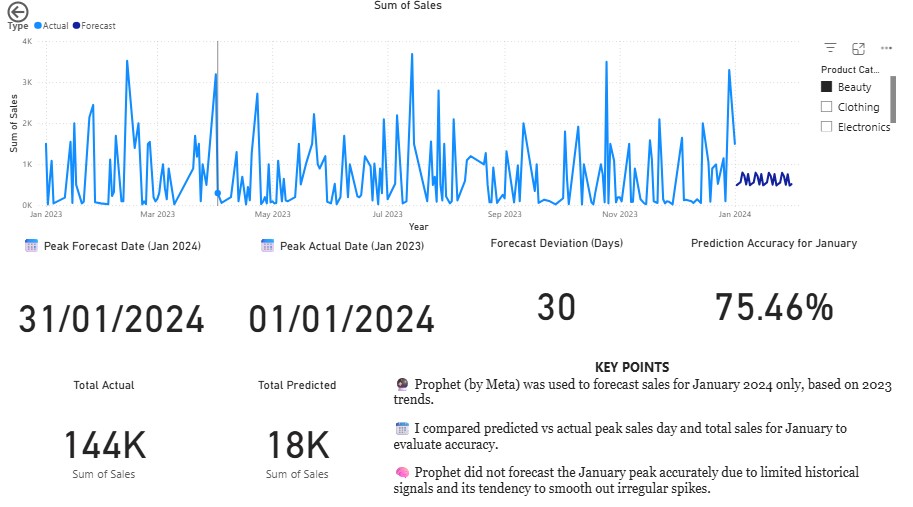 Sum of Sales
Type Actual Forecast
4K
3K
2K
1K
0K
Sum of Sales
Jan 2023 Mar 2023 May 2023 Jul 2023 Sep 2023 Nov 2023 Jan 2024
Year
Product Cat...
Beauty
Clothing
Electronics
Peak Forecast Date (Jan 2024)
31/01/2024
Peak Actual Date (Jan 2023)
01/01/2024
Forecast Deviation (Days)
30
Prediction Accuracy for January
75.46%
Total Actual
144K
Sum of Sales
Total Predicted
18K
Sum of Sales
KEY POINTS
Prophet (by Meta) was used to forecast sales for January 2024 only, based on 2023
trends.
I compared predicted vs actual peak sales day and total sales for January to
evaluate accuracy.
Prophet did not forecast the January peak accurately due to limited historical
signals and its tendency to smooth out irregular spikes.